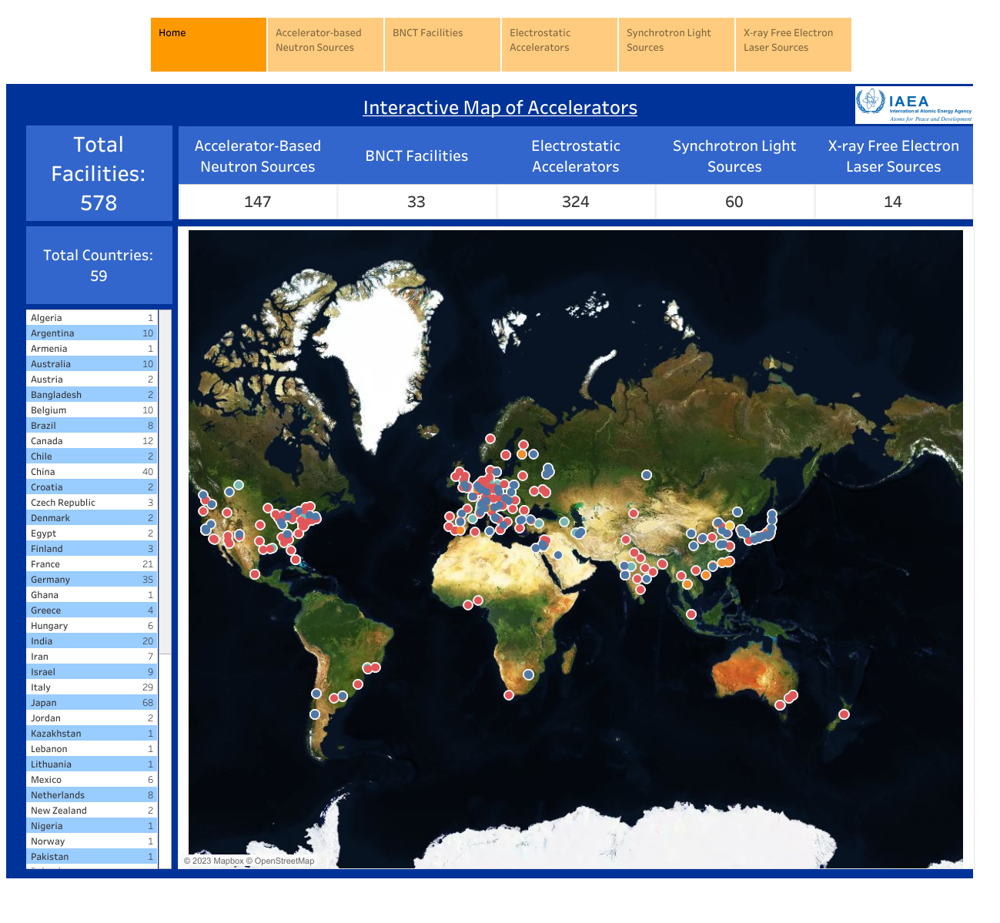 Home
Accelerator-based
Neutron Sources
BNCT Facilities
Electrostatic
Accelerators
Synchrotron Light
Sources
X-ray Free Electron
Laser Sources
Interactive Map of Accelerators
IAEA
International Atomic Energy Agency
Atoms for Peace and Development
Total
Facilities:
578
Accelerator-Based
Neutron Sources
BNCT Facilities
Electrostatic
Accelerators
Synchrotron Light
Sources
X-ray Free Electron
Laser Sources
147
33
324
60
14
Total Countries:
59
Algeria 1
Argentina 10
Armenia 1
Australia 10
Austria 2
Bangladesh 2
Belgium 10
Brazil 8
Canada 12
Chile 2
China 40
Croatia 2
Czech Republic 3
Denmark 2
Egypt 2
Finland 3
France 21
Germany 35
Ghana 1
Greece 4
Hungary 6
India 20
Iran 7
Israel 9
Italy 29
Japan 68
Jordan 2
Kazakhstan 1
Lebanon 1
Lithuania 1
Mexico 6
Netherlands 8
New Zealand 2
Nigeria 1
Norway 1
Pakistan 1
© 2023 Mapbox © OpenStreetMap